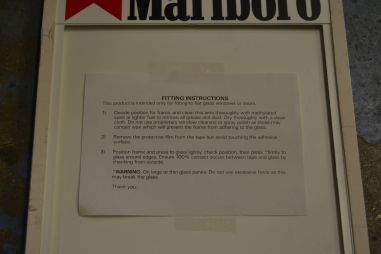 Marlboro
FITTING INSTRUCTIONS
This product is intended only for fixing to flat glass windows or doors.
1) Decide position for frame, and clean this area thoroughly with methylated
spirit or lighter fuel to remove all grease and dust. Dry thoroughly with a clean
cloth. Do not use proprietary window cleaners or spray polish as these may
contain wax which will prevent the frame from adhering to the glass.
2) Remove the protective film from the tape but avoid touching the adhesive
surface.
3) Position frame and press to glass lightly, check position, then press *firmly to
glass around edges. Ensure 100% contact occurs between tape and glass by
checking from outside.
*WARNING: On large or thin glass panels. Do not use excessive force as this
may break the glass.
Thank you.